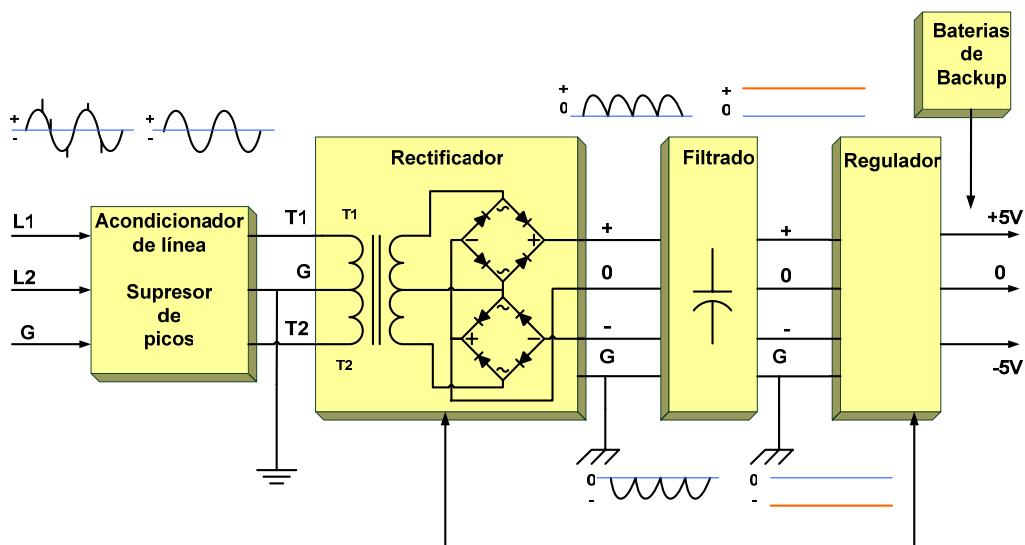 Baterias
de
Backup
+
-
+
-
+
0
+
0
Rectificador
Filtrado
Regulador
L1
L2
G
Acondicionador
de línea
Supresor
de
picos
T1
G
T2
T1
T2
~
-
+
~
~
+
-
~
+
0
-
G
+
0
-
G
+5V
0
-5V
0
-
0
-